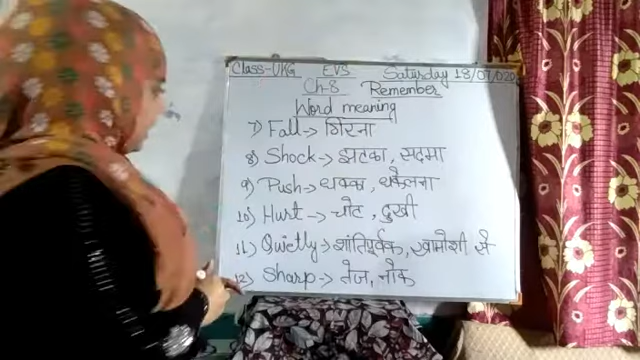 Class-UKG EVS Saturday 18/07/020
Ch-8 Remember
Word meaning
7) Fall -> गिरना
8) Shock -> झटका, सदमा
9) Push -> धक्का, धकेलना
10) Hurt -> चोट, दुखी
11) Quietly -> शांतिपूर्वक, खामोशी से
12) Sharp -> तेज, नोक